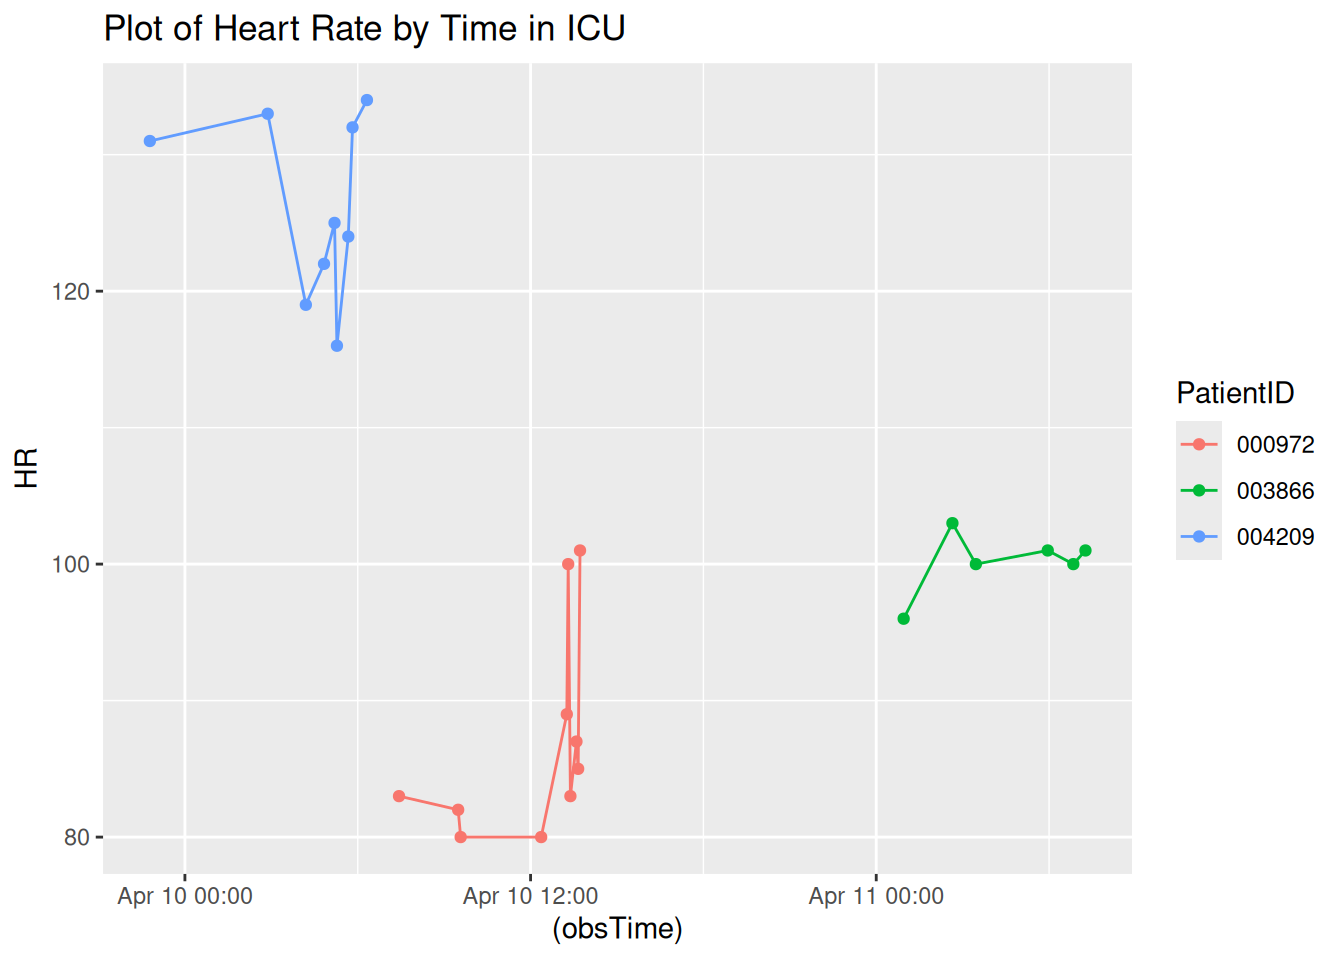 Plot of Heart Rate by Time in ICU
HR
120
100
80
Apr 10 00:00
Apr 10 12:00
Apr 11 00:00
(obsTime)
PatientID
000972
003866
004209